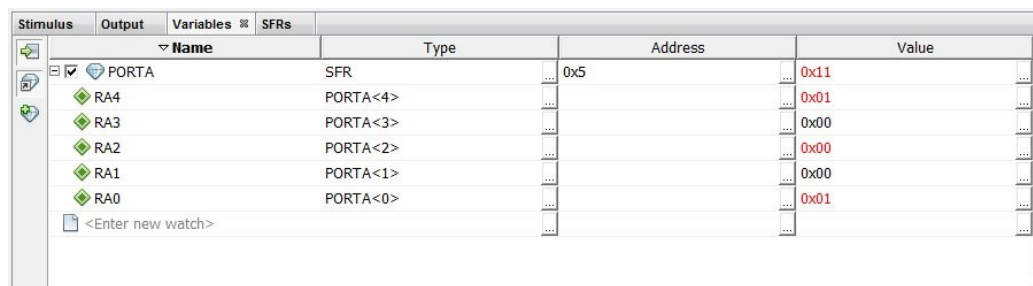 Stimulus Output Variables SFRs
Name Type Address Value
PORTA SFR ... 0x5 ... 0x11 ...
RA4 PORTA<4> ... ... 0x01 ...
RA3 PORTA<3> ... ... 0x00 ...
RA2 PORTA<2> ... ... 0x00 ...
RA1 PORTA<1> ... ... 0x00 ...
RA0 PORTA<0> ... ... 0x01 ...
<Enter new watch> ... ... ...